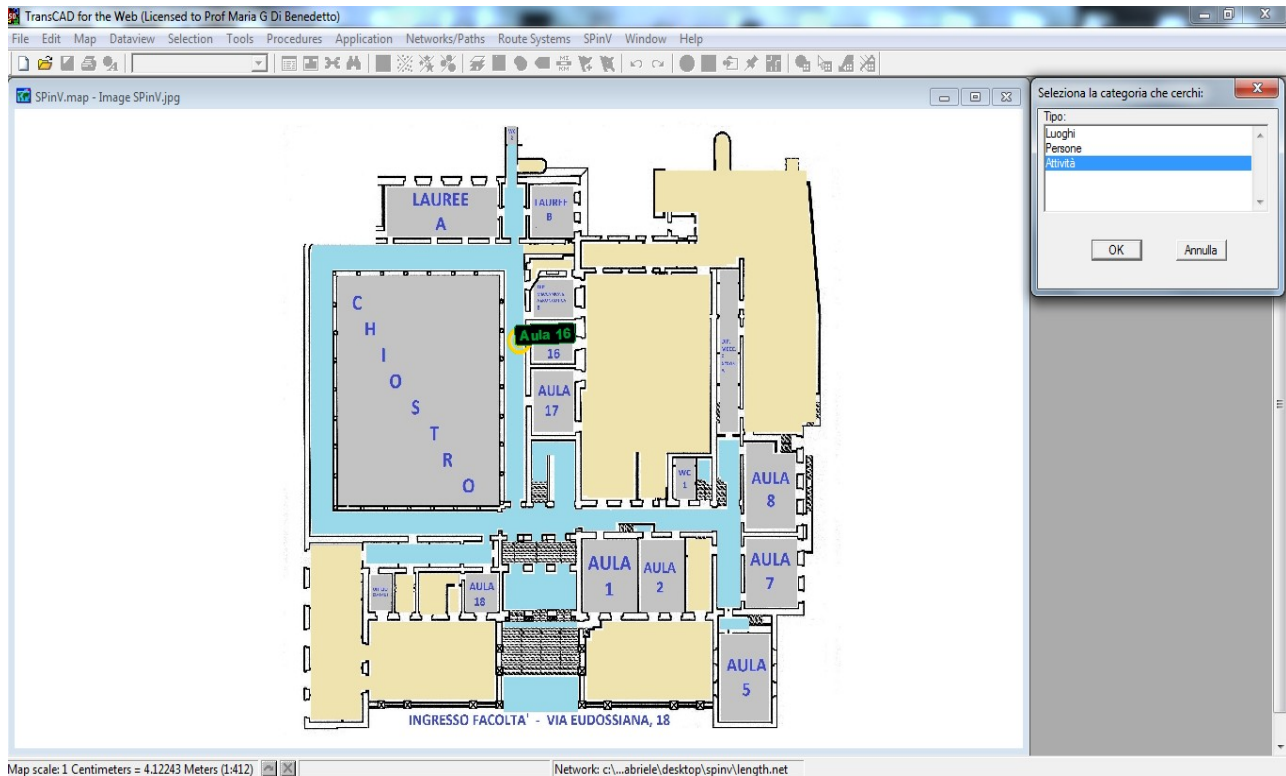 TransCAD for the Web (Licensed to Prof Maria G Di Benedetto)
File Edit Map Dataview Selection Tools Procedures Application Networks/Paths Route Systems SPinV Window Help
SPinV.map - Image SPinV.jpg
Seleziona la categoria che cerchi:
Tipo:
Luoghi
Persone
Attività
OK Annulla
LAUREE
A
LAUREE
B
CHIOSTRO
Aula 16
16
AULA
17
WC
1
AULA
8
AULA
1
AULA
2
AULA
7
AULA
18
AULA
5
INGRESSO FACOLTA' - VIA EUDOSSIANA, 18
Map scale: 1 Centimeters = 4.12243 Meters (1:412)
Network: c:\...abriele\desktop\spinv\length.net